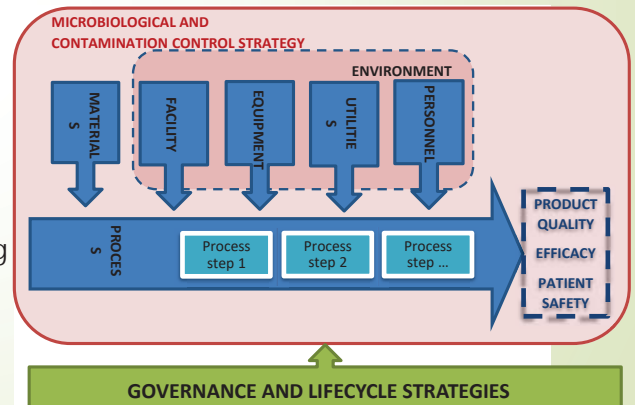 MICROBIOLOGICAL AND
CONTAMINATION CONTROL STRATEGY
ENVIRONMENT
MATERIAL
S
FACILITY
EQUIPMENT
UTILITIE
S
PERSONNEL
PROCES
S
Process
step 1
Process
step 2
Process
step ...
PRODUCT
QUALITY
EFFICACY
PATIENT
SAFETY
GOVERNANCE AND LIFECYCLE STRATEGIES